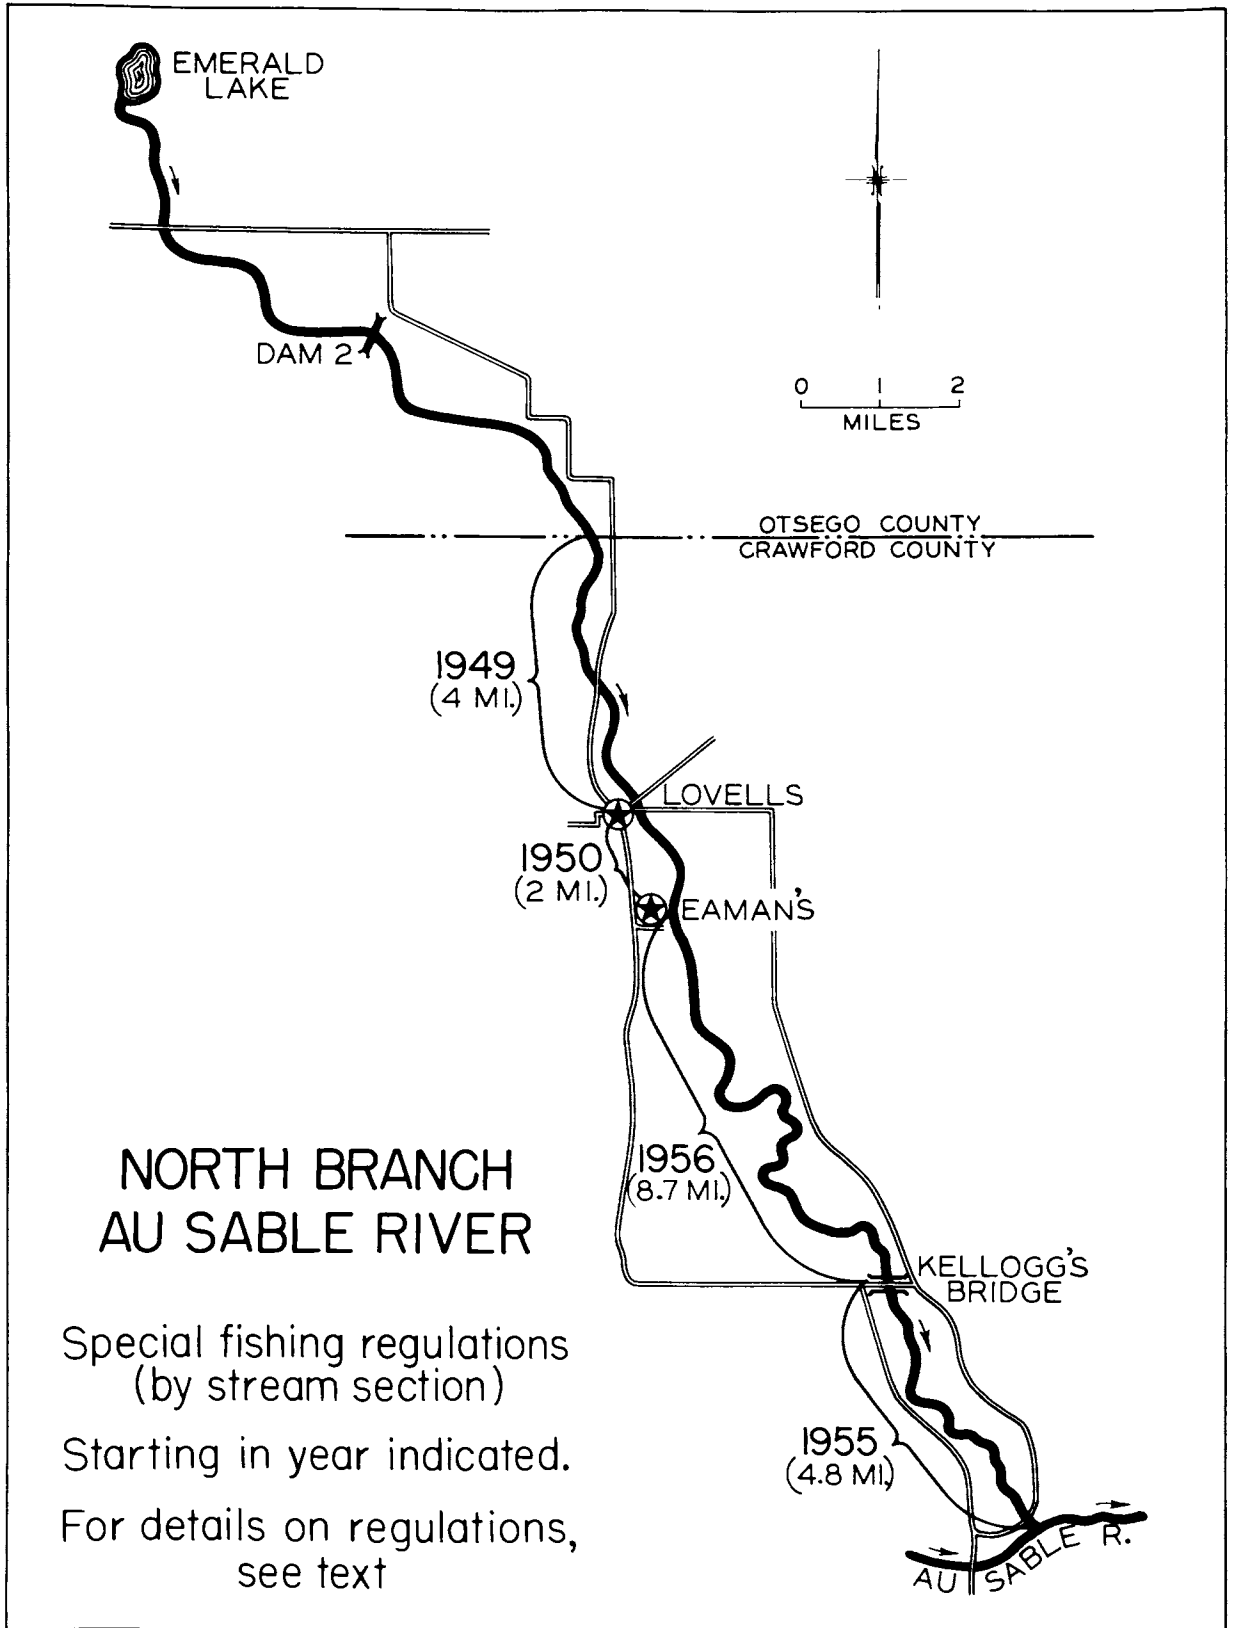 EMERALD
LAKE
DAM 2
0 1 2
MILES
OTSEGO COUNTY
CRAWFORD COUNTY
1949
(4 MI.)
LOVELLS
1950
(2 MI.)
EAMAN'S
1956
(8.7 MI.)
NORTH BRANCH
AU SABLE RIVER
KELLOGG'S
BRIDGE
Special fishing regulations
(by stream section)
Starting in year indicated.
For details on regulations,
see text
1955
(4.8 MI.)
AU SABLE R.